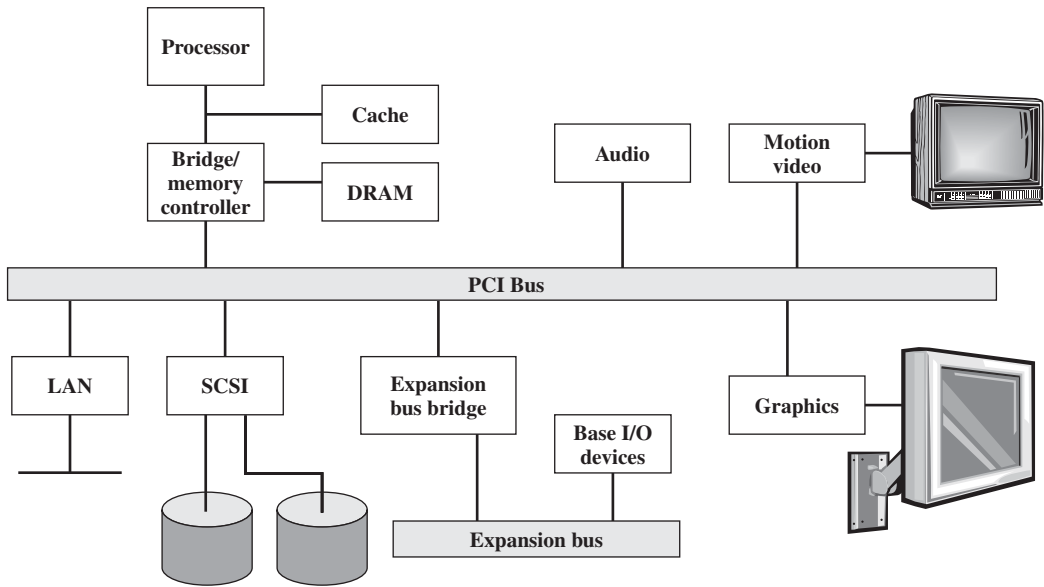 Processor
Cache
Bridge/
memory
controller
DRAM
Audio
Motion
video
PCI Bus
LAN
SCSI
Expansion
bus bridge
Base I/O
devices
Graphics
Expansion bus